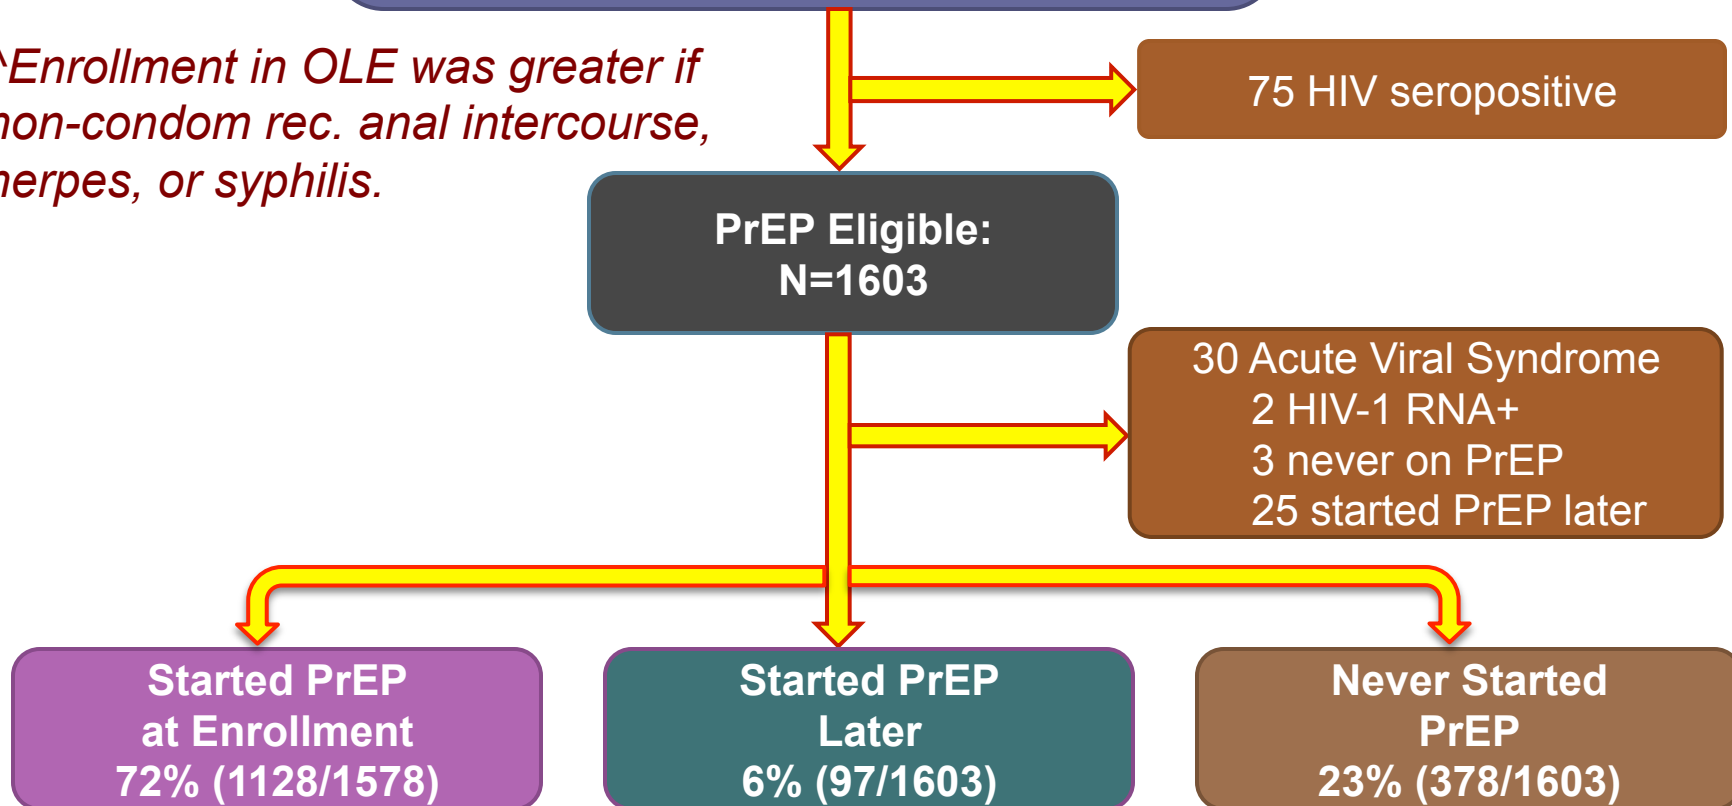 ^Enrollment in OLE was greater if
non-condom rec. anal intercourse,
herpes, or syphilis.
75 HIV seropositive
PrEP Eligible:
N=1603
30 Acute Viral Syndrome
2 HIV-1 RNA+
3 never on PrEP
25 started PrEP later
Started PrEP
at Enrollment
72% (1128/1578)
Started PrEP
Later
6% (97/1603)
Never Started
PrEP
23% (378/1603)